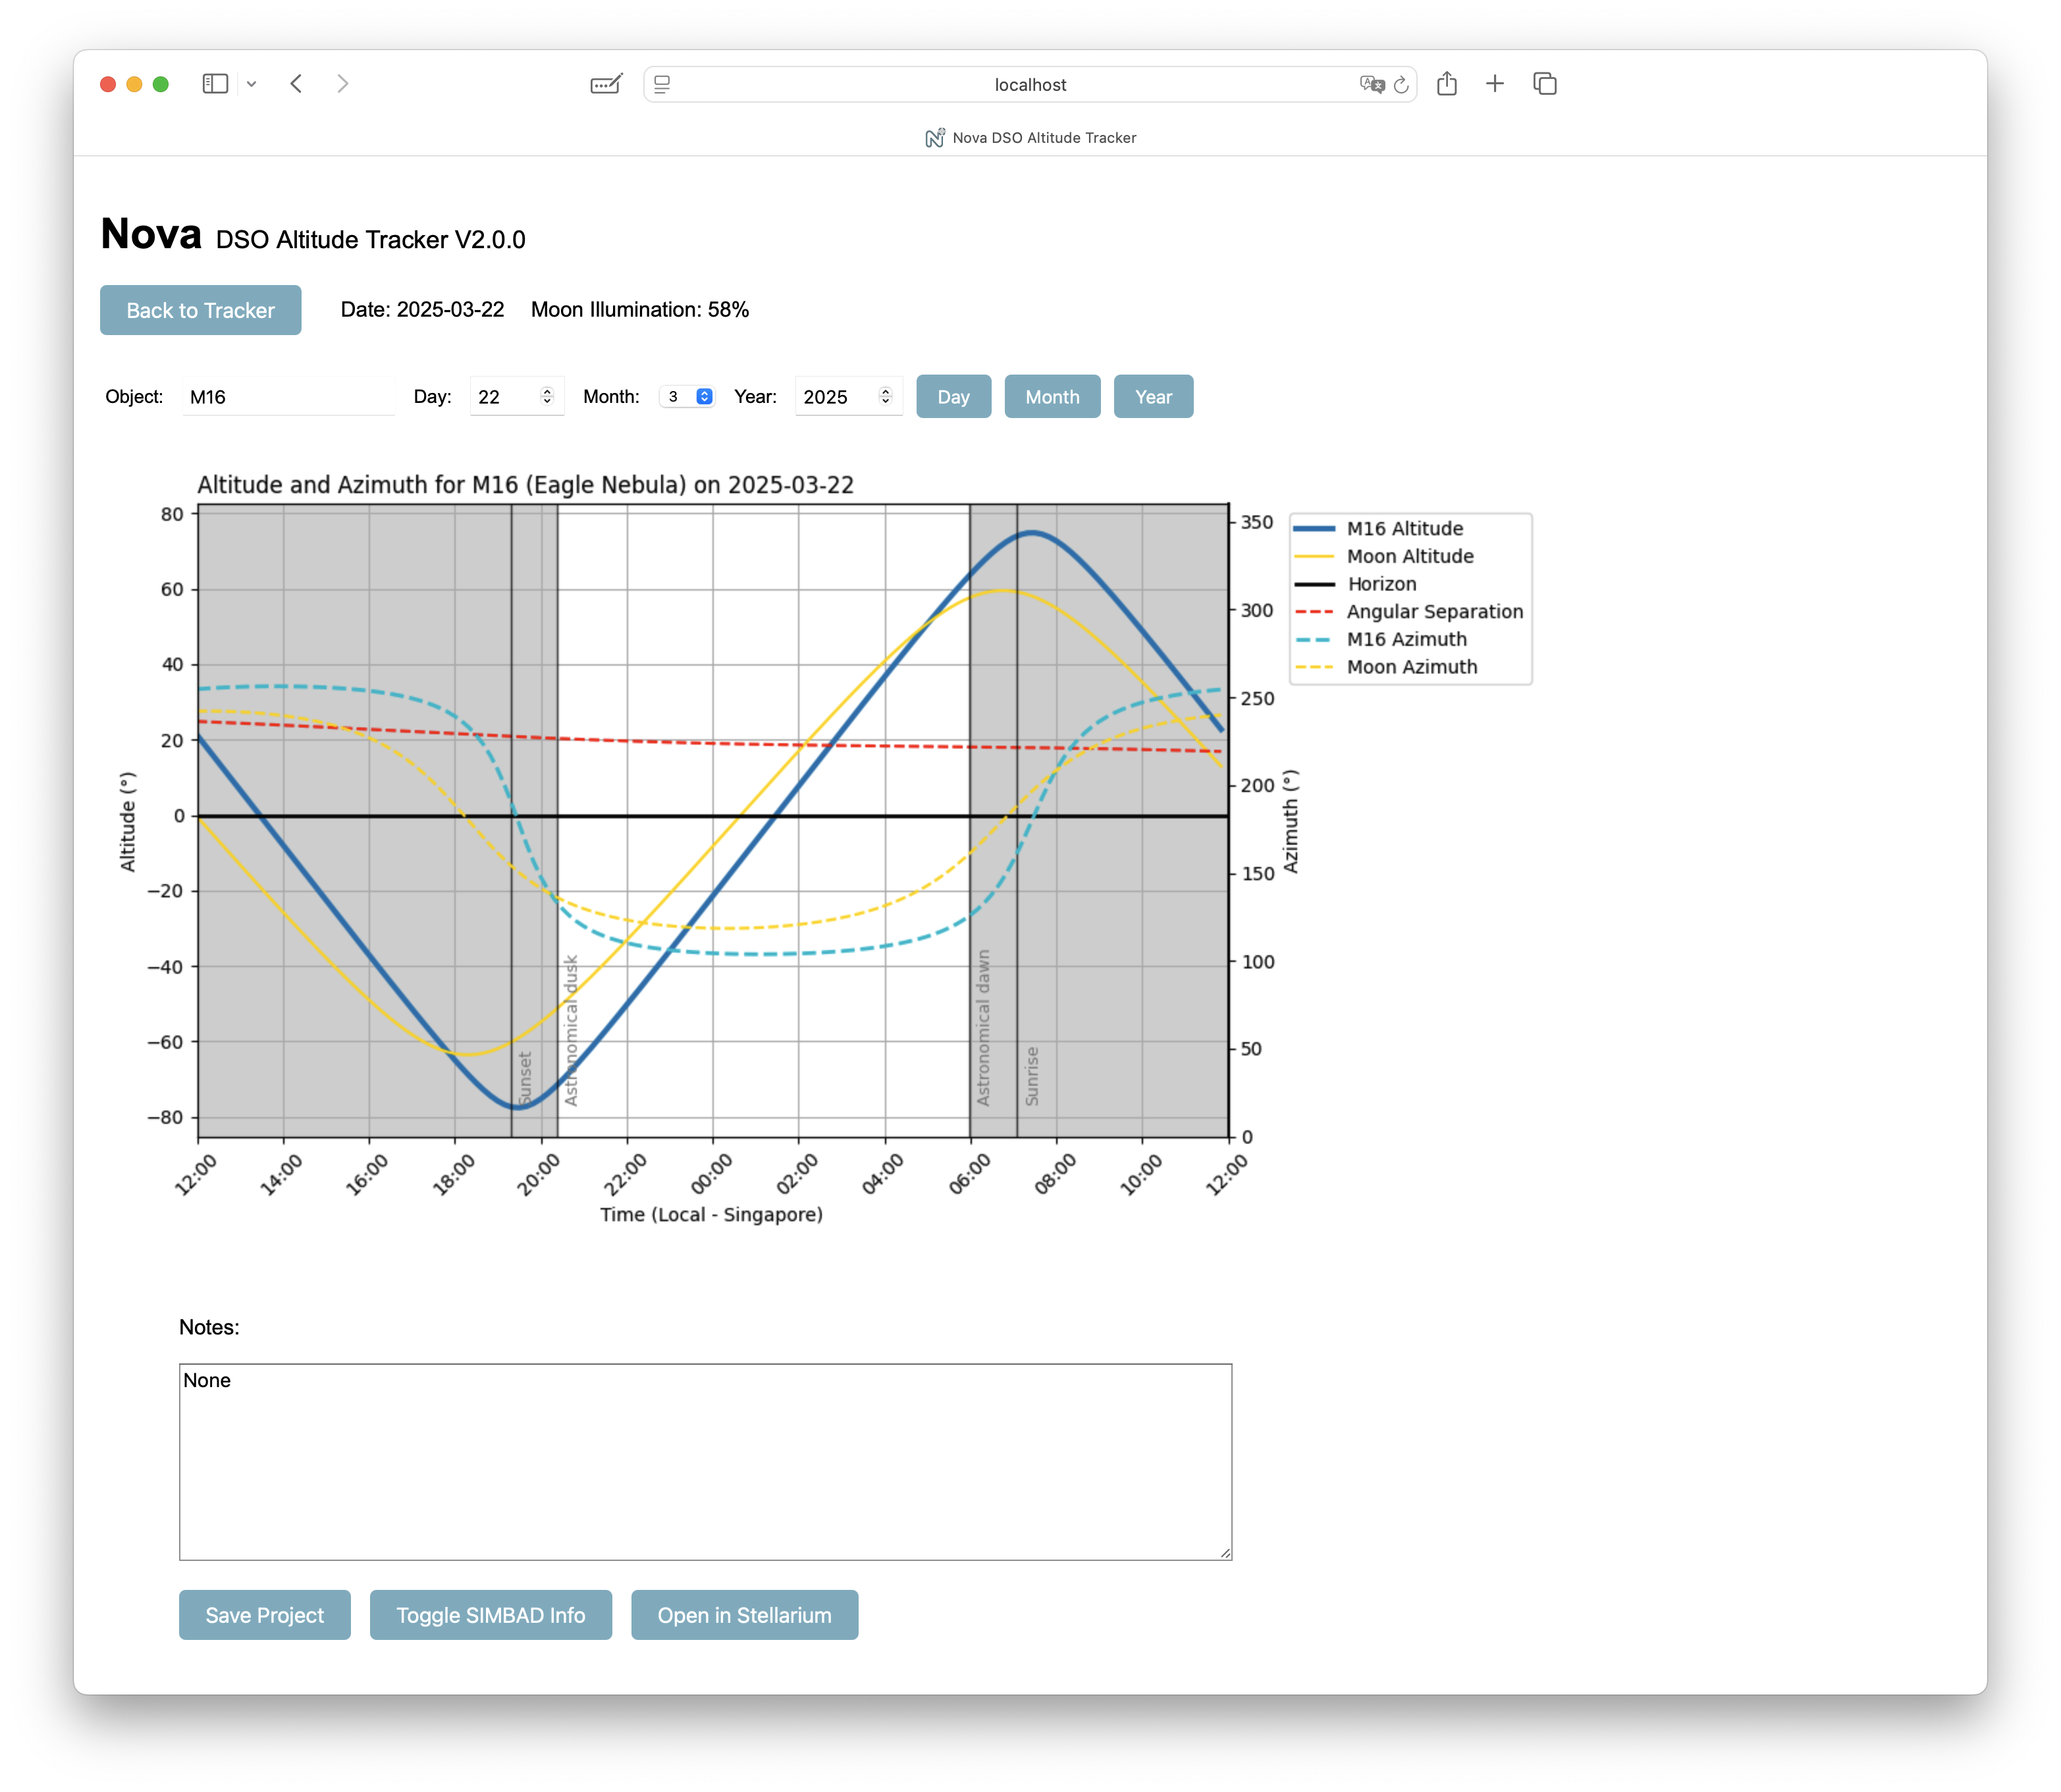 localhost
Nova DSO Altitude Tracker
Nova DSO Altitude Tracker V2.0.0
Back to Tracker Date: 2025-03-22 Moon Illumination: 58%
Object: M16 Day: 22 Month: 3 Year: 2025 Day Month Year
Altitude and Azimuth for M16 (Eagle Nebula) on 2025-03-22
80
60
40
20
0
−20
−40
−60
−80
Altitude (°)
350
300
250
200
150
100
50
0
Azimuth (°)
M16 Altitude
Moon Altitude
Horizon
Angular Separation
M16 Azimuth
Moon Azimuth
Sunset
Astronomical dusk
Astronomical dawn
Sunrise
12:00 14:00 16:00 18:00 20:00 22:00 00:00 02:00 04:00 06:00 08:00 10:00 12:00
Time (Local - Singapore)
Notes:
None
Save Project Toggle SIMBAD Info Open in Stellarium